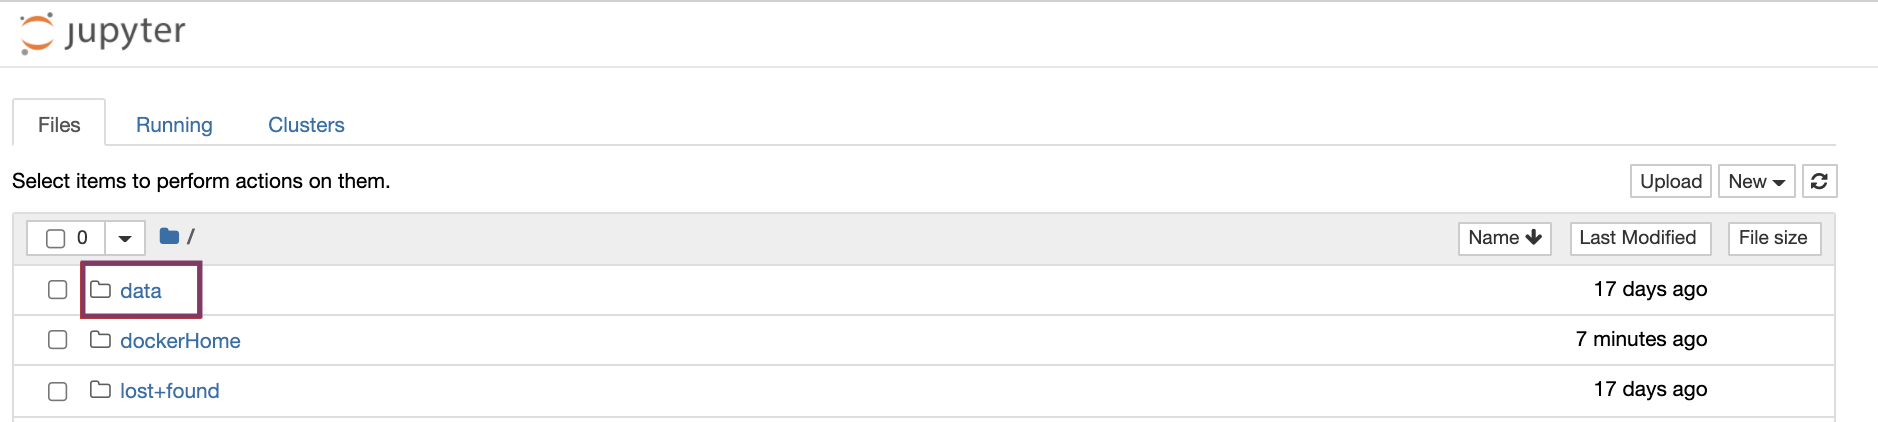 jupyter
Files Running Clusters
Select items to perform actions on them. Upload New
0 / Name Last Modified File size
data 17 days ago
dockerHome 7 minutes ago
lost+found 17 days ago